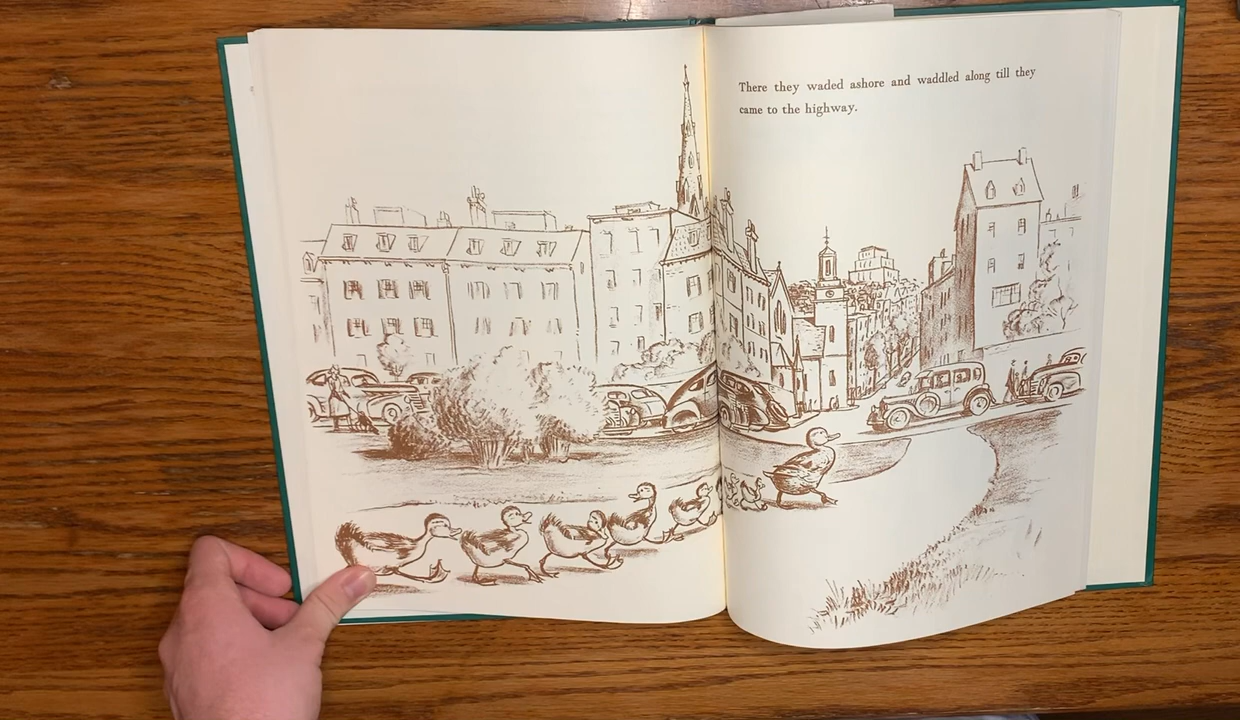 There they waded ashore and waddled along till they
came to the highway.